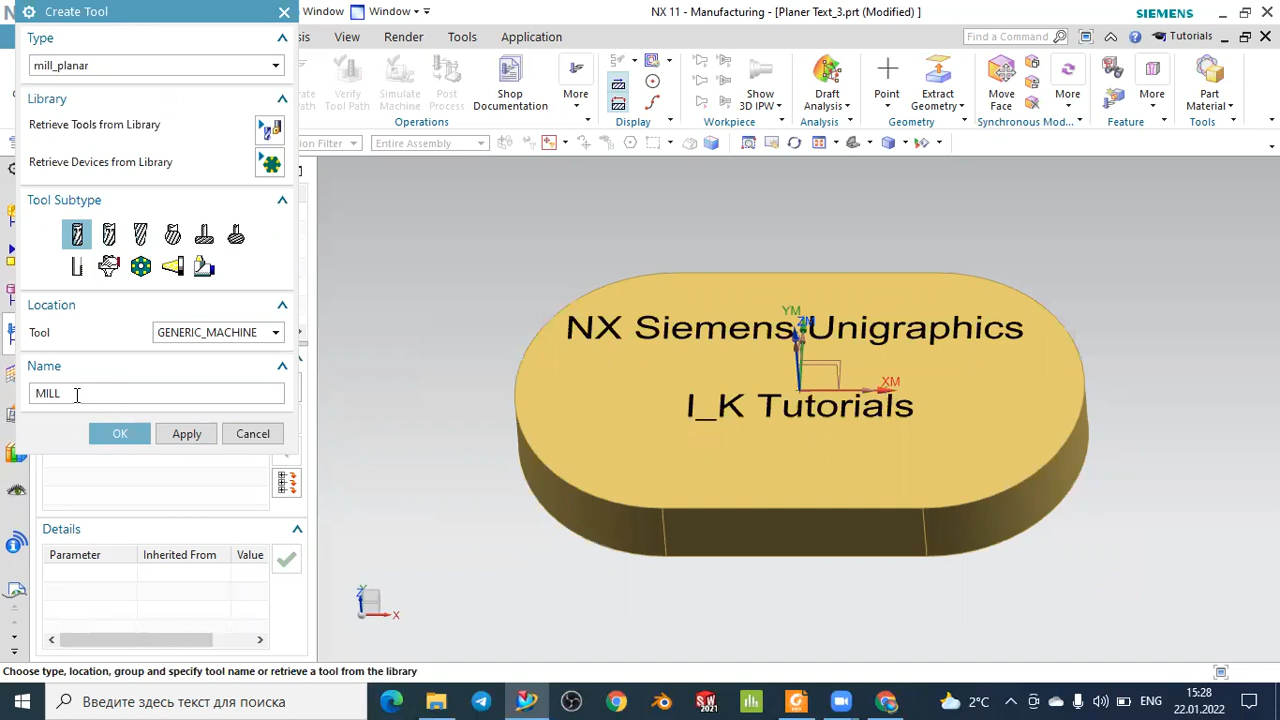 Create Tool
Window
Window
NX 11 - Manufacturing - [Planer Text_3.prt (Modified) ]
SIEMENS
View
Render
Tools
Application
Find a Command
Tutorials
Type
mill_planar
Library
Retrieve Tools from Library
Retrieve Devices from Library
Verify Tool Path
Simulate Machine
Post Process
Shop Documentation
More
Show 3D IPW
Draft Analysis
Point
Extract Geometry
Move Face
More
More
Part Material
Operations
Display
Workpiece
Analysis
Geometry
Synchronous Mod...
Feature
Tools
Entire Assembly
Tool Subtype
Location
Tool
GENERIC_MACHINE
Name
MILL
OK
Apply
Cancel
Details
Parameter
Inherited From
Value
NX Siemens Unigraphics
I_K Tutorials
YM
ZM
XM
Y
Z
X
Choose type, location, group and specify tool name or retrieve a tool from the library
Введите здесь текст для поиска
SW
2021
2°C
ENG
15:28
22.01.2022